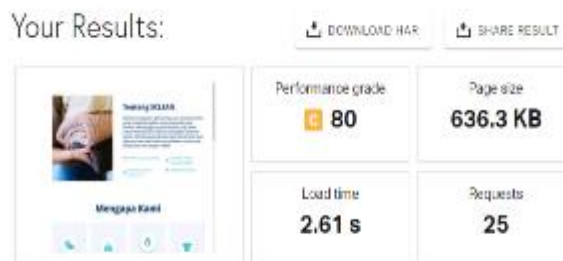 Your Results:
DOWNLOAD HAR
SHARE RESULT
Performance grade
C 80
Page size
636.3 KB
Load time
2.61 s
Requests
25
Mengapa Kami